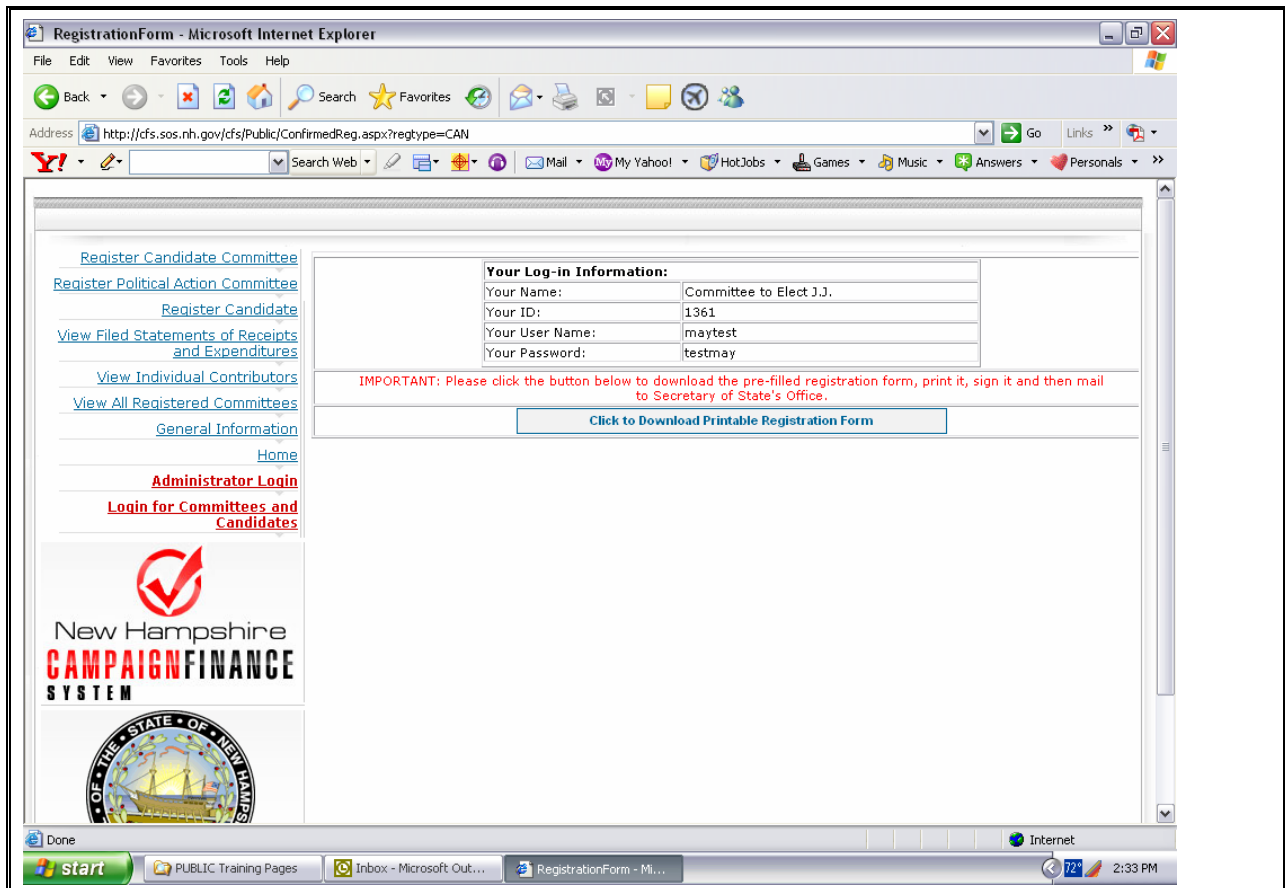 RegistrationForm - Microsoft Internet Explorer
File Edit View Favorites Tools Help
Back Search Favorites
Address http://cfs.sos.nh.gov/cfs/Public/ConfirmedReg.aspx?regtype=CAN Go Links »
Y! Search Web Mail My My Yahoo! HotJobs Games Music Answers Personals »
Register Candidate Committee
Register Political Action Committee
Register Candidate
View Filed Statements of Receipts
and Expenditures
View Individual Contributors
View All Registered Committees
General Information
Home
Administrator Login
Login for Committees and
Candidates
Your Log-in Information:
Your Name: Committee to Elect J.J.
Your ID: 1361
Your User Name: maytest
Your Password: testmay
IMPORTANT: Please click the button below to download the pre-filled registration form, print it, sign it and then mail
to Secretary of State's Office.
Click to Download Printable Registration Form
New Hampshire
CAMPAIGNFINANCE
SYSTEM
OF • THE • STATE • OF • NEW HAMPS
Done Internet
start PUBLIC Training Pages Inbox - Microsoft Out... RegistrationForm - Mi... 72° 2:33 PM